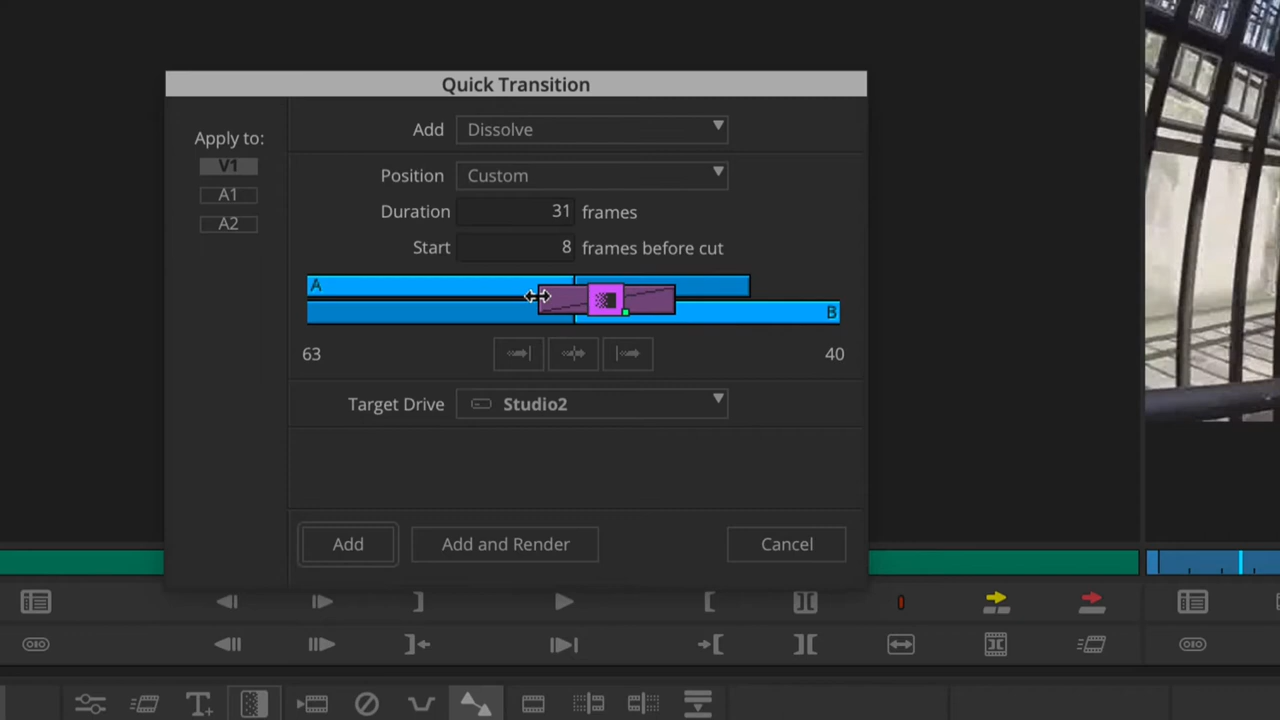 Quick Transition
Apply to:
V1
A1
A2
Add Dissolve
Position Custom
Duration 31 frames
Start 8 frames before cut
A
B
63 40
Target Drive Studio2
Add Add and Render Cancel